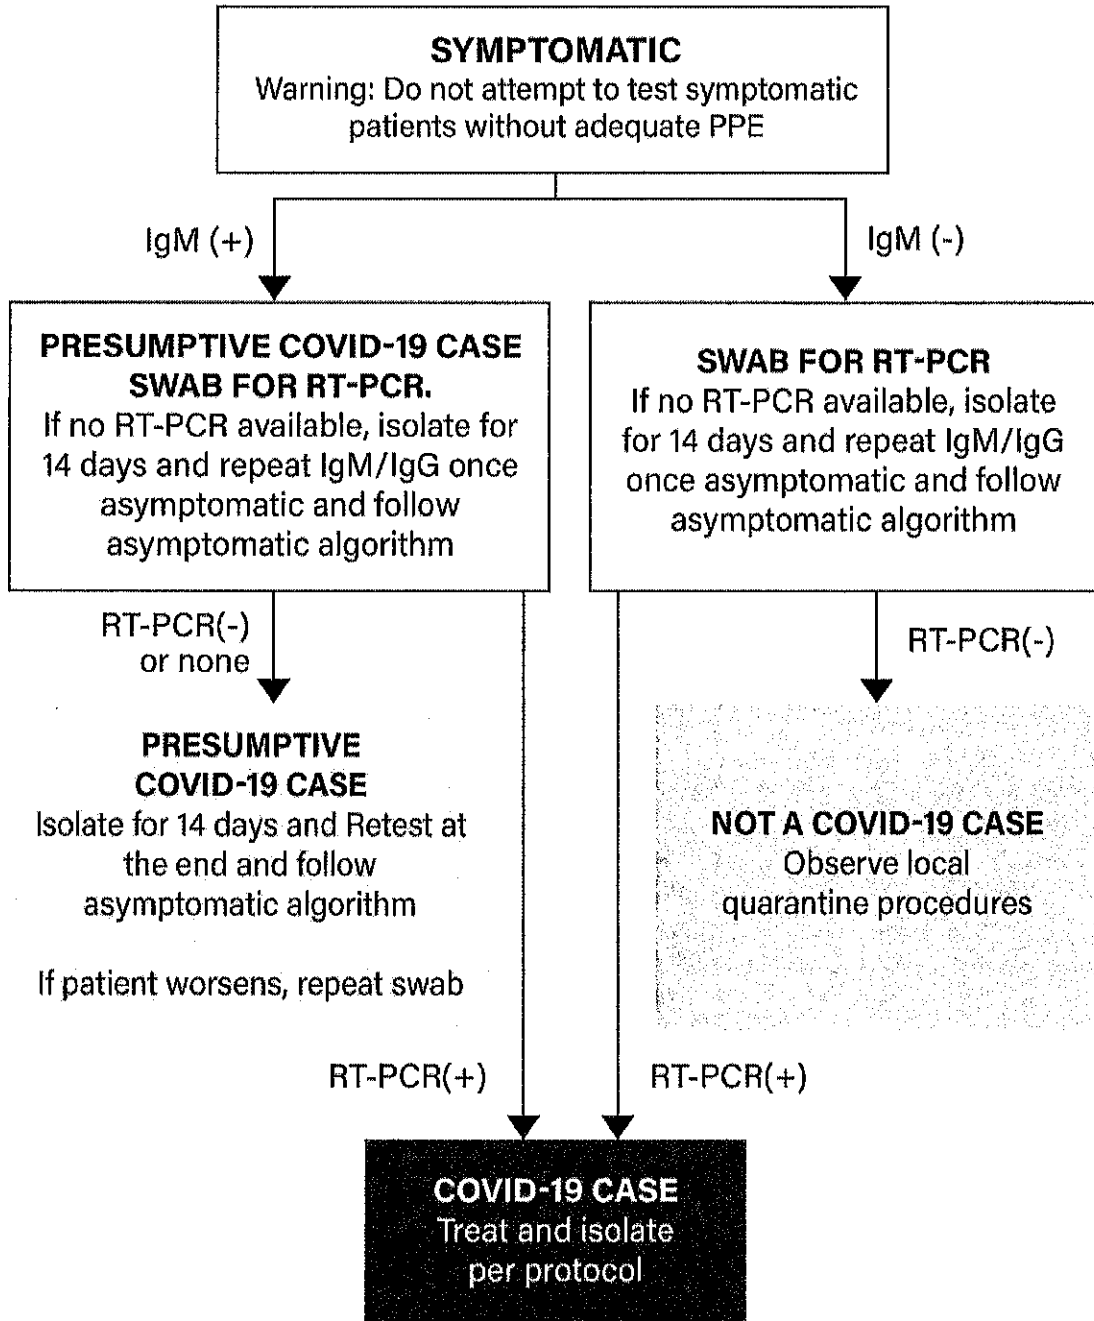 SYMPTOMATIC
Warning: Do not attempt to test symptomatic
patients without adequate PPE
IgM (+)
IgM (-)
PRESUMPTIVE COVID-19 CASE
SWAB FOR RT-PCR.
If no RT-PCR available, isolate for
14 days and repeat IgM/IgG once
asymptomatic and follow
asymptomatic algorithm
SWAB FOR RT-PCR
If no RT-PCR available, isolate
for 14 days and repeat IgM/IgG
once asymptomatic and follow
asymptomatic algorithm
RT-PCR(-)
or none
RT-PCR(-)
PRESUMPTIVE
COVID-19 CASE
Isolate for 14 days and Retest at
the end and follow
asymptomatic algorithm
If patient worsens, repeat swab
NOT A COVID-19 CASE
Observe local
quarantine procedures
RT-PCR(+)
RT-PCR(+)
COVID-19 CASE
Treat and isolate
per protocol